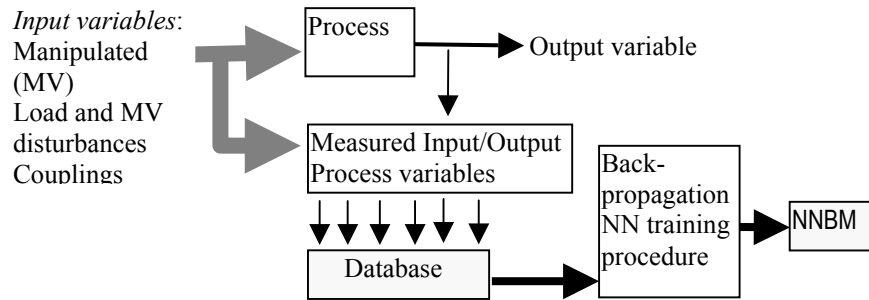 Input variables:
Manipulated
(MV)
Load and MV
disturbances
Couplings
Process
Output variable
Measured Input/Output
Process variables
Database
Back-
propagation
NN training
procedure
NNBM